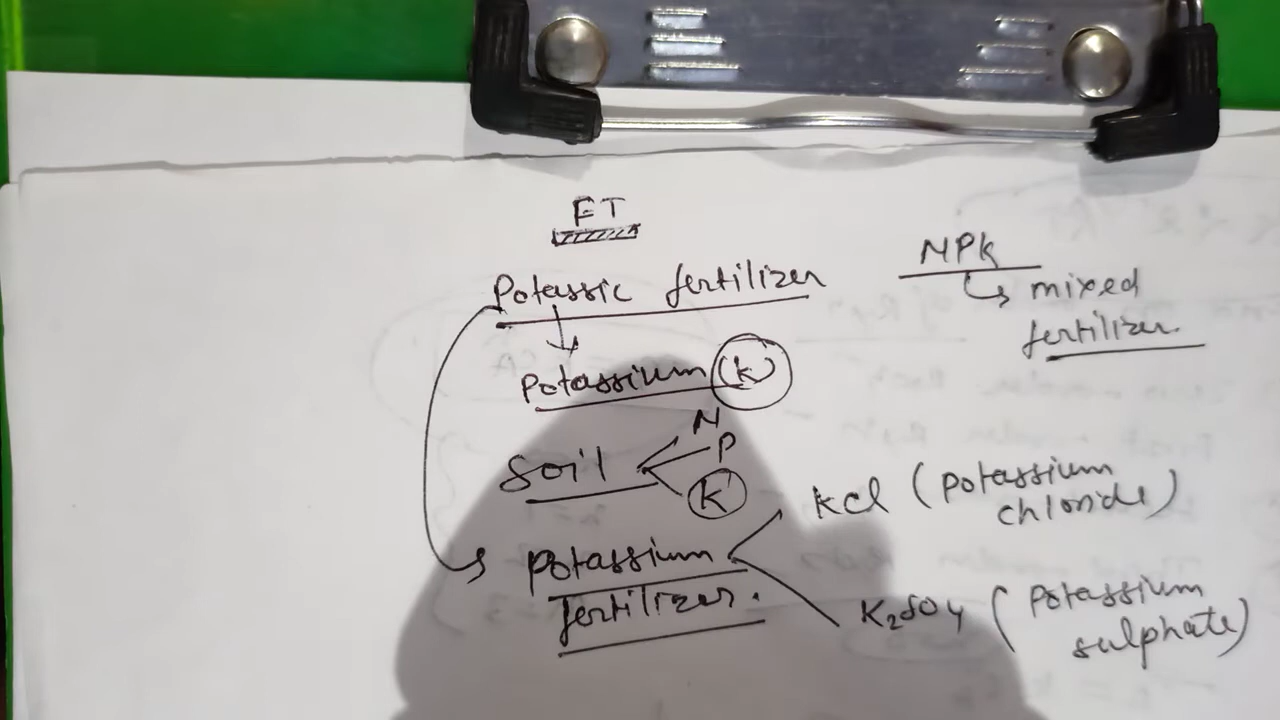 FT
Potassic fertilizer
NPK
mixed
fertilizer
Potassium (K)
Soil
N
P
K
potassium
fertilizer.
KCl (potassium
chloride)
K₂SO₄ (potassium
sulphate)